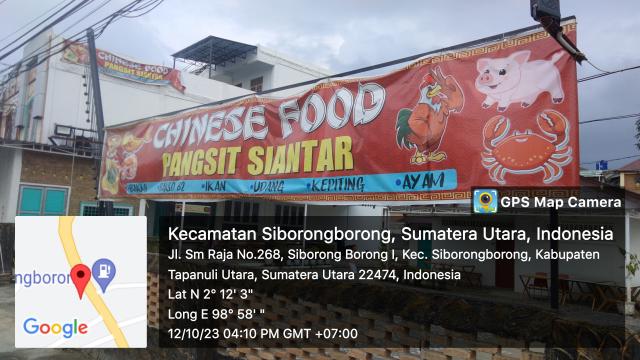 CHINESE FOOD
PANGSIT SIANTAR
CHINESE FOOD
PANGSIT SIANTAR
•IKAN •UDANG •KEPITING •AYAM
GPS Map Camera
Kecamatan Siborongborong, Sumatera Utara, Indonesia
Jl. Sm Raja No.268, Siborong Borong I, Kec. Siborongborong, Kabupaten
Tapanuli Utara, Sumatera Utara 22474, Indonesia
Lat N 2° 12' 3"
Long E 98° 58' "
12/10/23 04:10 PM GMT +07:00
ngborong
Google